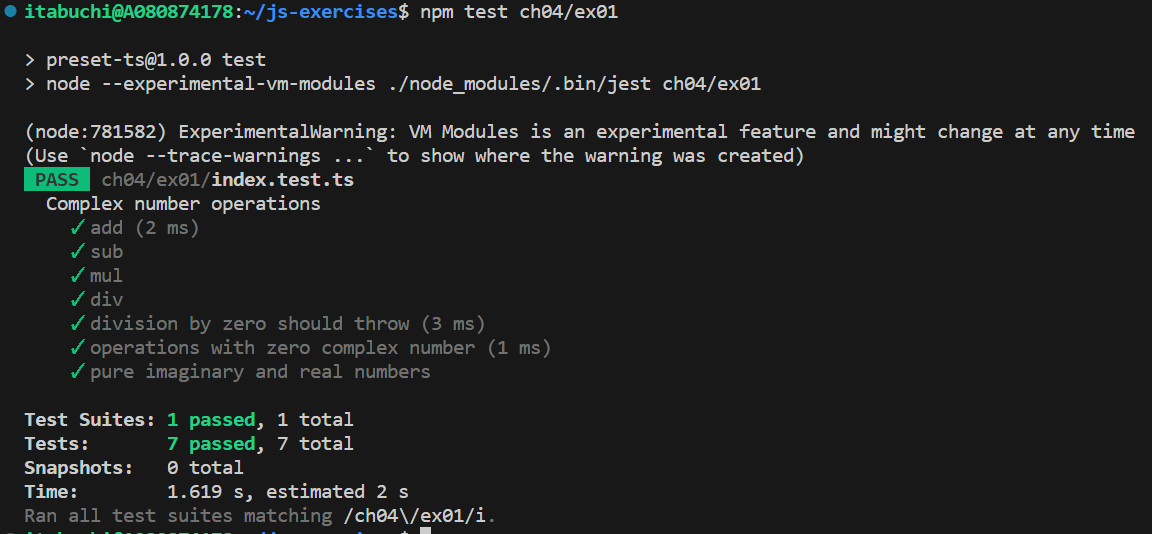 itabuchi@A080874178:~/js-exercises$ npm test ch04/ex01
> preset-ts@1.0.0 test
> node --experimental-vm-modules ./node_modules/.bin/jest ch04/ex01
(node:781582) ExperimentalWarning: VM Modules is an experimental feature and might change at any time
(Use `node --trace-warnings ...` to show where the warning was created)
PASS ch04/ex01/index.test.ts
Complex number operations
✓ add (2 ms)
✓ sub
✓ mul
✓ div
✓ division by zero should throw (3 ms)
✓ operations with zero complex number (1 ms)
✓ pure imaginary and real numbers
Test Suites: 1 passed, 1 total
Tests: 7 passed, 7 total
Snapshots: 0 total
Time: 1.619 s, estimated 2 s
Ran all test suites matching /ch04\/ex01/i.